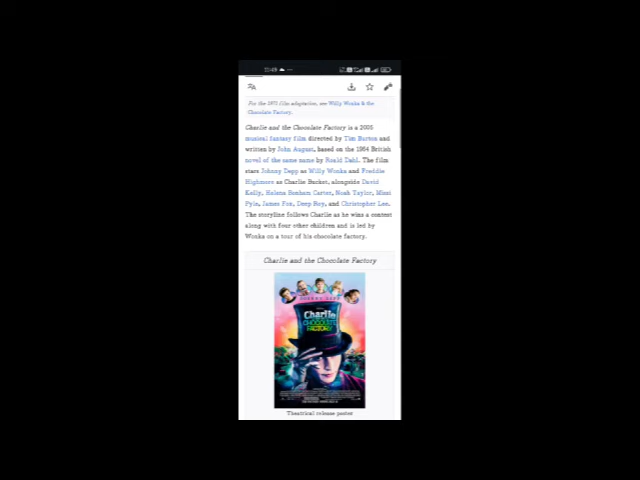 For the 1971 film adaptation, see Willy Wonka & the
Chocolate Factory.
Charlie and the Chocolate Factory is a 2005
musical fantasy film directed by Tim Burton and
written by John August, based on the 1964 British
novel of the same name by Roald Dahl. The film
stars Johnny Depp as Willy Wonka and Freddie
Highmore as Charlie Bucket, alongside David
Kelly, Helena Bonham Carter, Noah Taylor, Missi
Pyle, James Fox, Deep Roy, and Christopher Lee.
The storyline follows Charlie as he wins a contest
along with four other children and is led by
Wonka on a tour of his chocolate factory.
Charlie and the Chocolate Factory
JOHNNY DEPP
Charlie
CHOCOLATE
FACTORY
Theatrical release poster